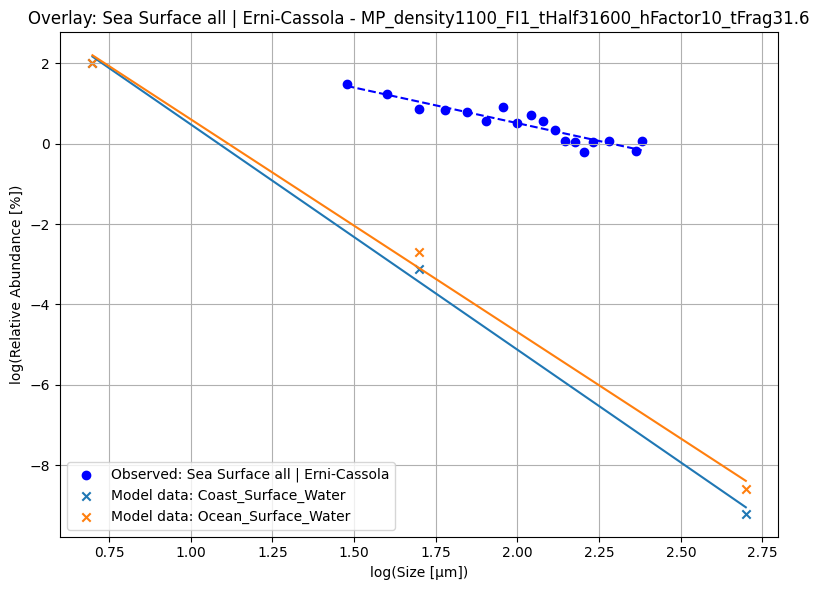 Overlay: Sea Surface all | Erni-Cassola - MP_density1100_FI1_tHalf31600_hFactor10_tFrag31.6
log(Relative Abundance [%])
2
0
−2
−4
−6
−8
Observed: Sea Surface all | Erni-Cassola
Model data: Coast_Surface_Water
Model data: Ocean_Surface_Water
0.75 1.00 1.25 1.50 1.75 2.00 2.25 2.50 2.75
log(Size [µm])